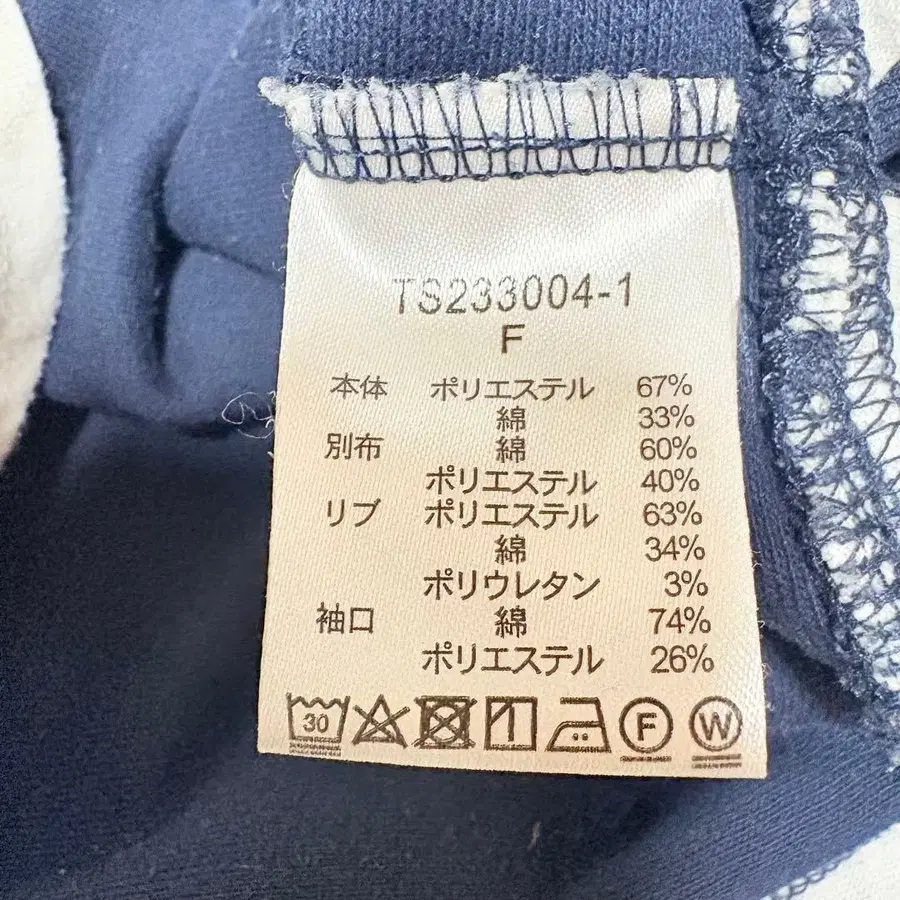 TS233004-1
F
本体 ポリエステル 67%
綿 33%
別布 綿 60%
ポリエステル 40%
リブ ポリエステル 63%
綿 34%
ポリウレタン 3%
袖口 綿 74%
ポリエステル 26%
30 F W